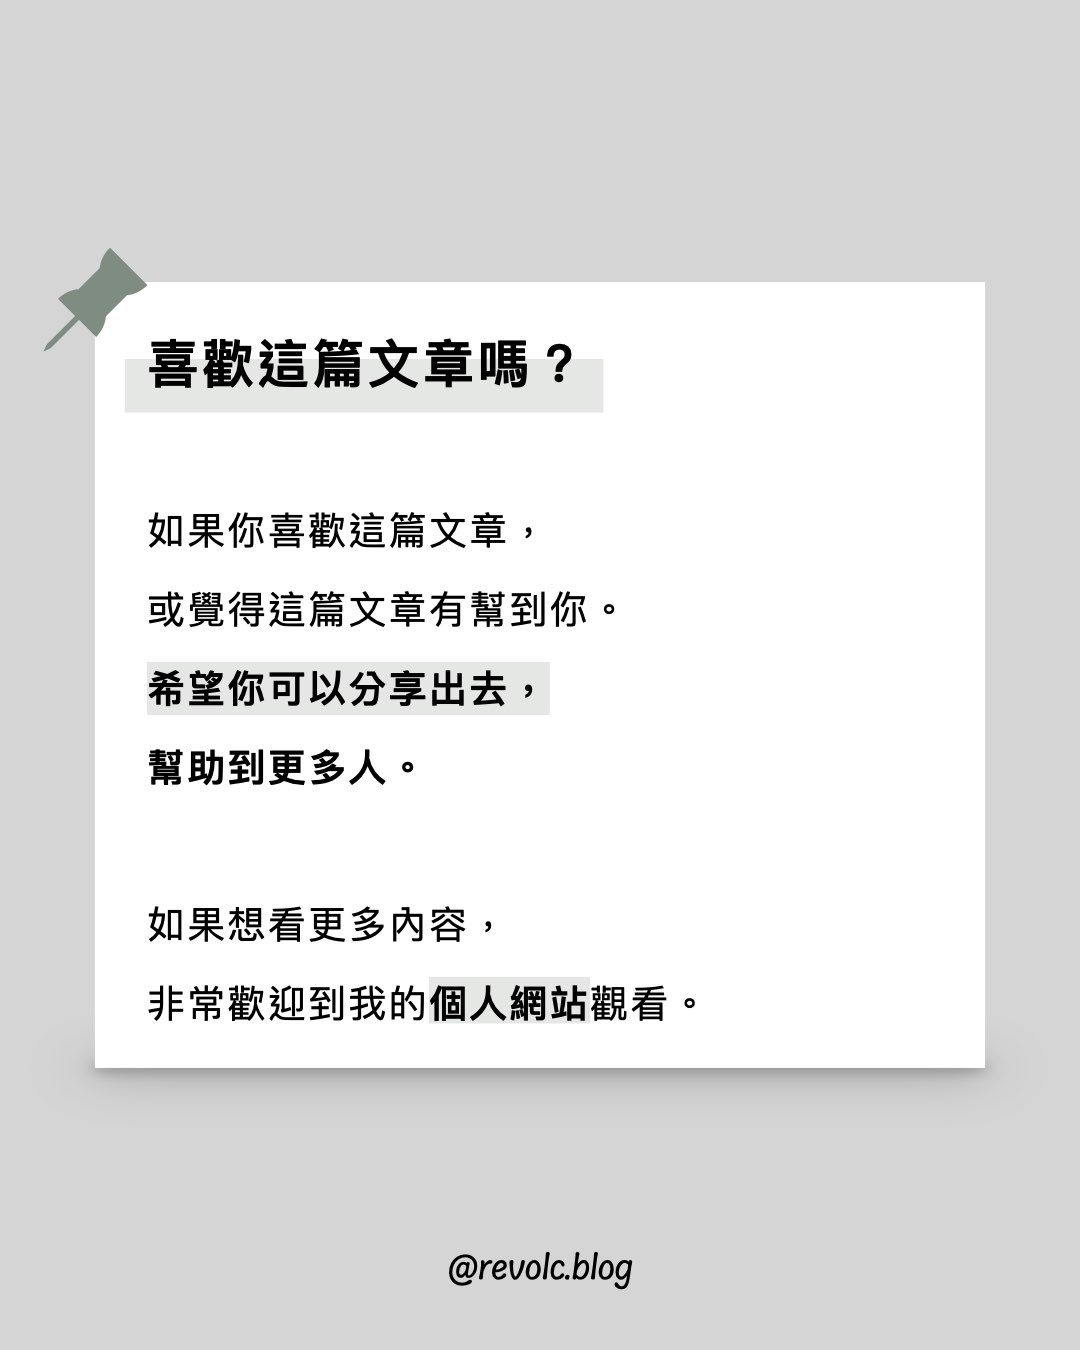 喜歡這篇文章嗎？
如果你喜歡這篇文章，
或覺得這篇文章有幫到你。
希望你可以分享出去，
幫助到更多人。
如果想看更多內容，
非常歡迎到我的個人網站觀看。
@revolc.blog